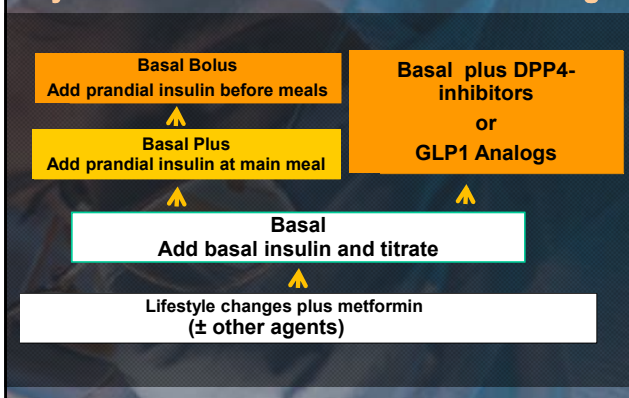 Basal Bolus
Add prandial insulin before meals
Basal Plus
Add prandial insulin at main meal
Basal plus DPP4-
inhibitors
or
GLP1 Analogs
Basal
Add basal insulin and titrate
Lifestyle changes plus metformin
(± other agents)